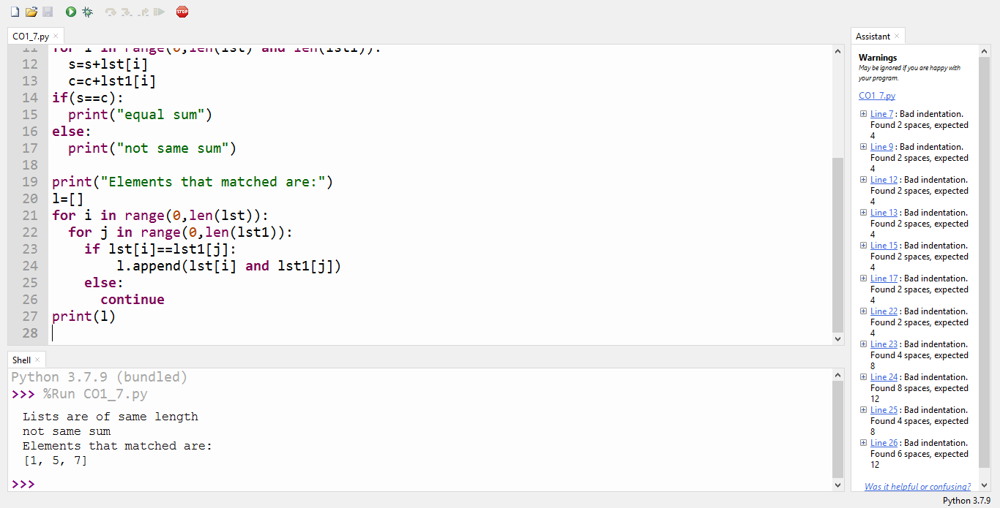 STOP
CO1_7.py ×
11 for i in range(0,len(lst) and len(lst1)):
12 s=s+lst[i]
13 c=c+lst1[i]
14 if(s==c):
15 print("equal sum")
16 else:
17 print("not same sum")
18
19 print("Elements that matched are:")
20 l=[]
21 for i in range(0,len(lst)):
22 for j in range(0,len(lst1)):
23 if lst[i]==lst1[j]:
24 l.append(lst[i] and lst1[j])
25 else:
26 continue
27 print(l)
28
Shell ×
Python 3.7.9 (bundled)
>>> %Run CO1_7.py
Lists are of same length
not same sum
Elements that matched are:
[1, 5, 7]
>>>
Assistant ×
Warnings
May be ignored if you are happy with
your program.
CO1_7.py
Line 7 : Bad indentation.
Found 2 spaces, expected
4
Line 9 : Bad indentation.
Found 2 spaces, expected
4
Line 12 : Bad indentation.
Found 2 spaces, expected
4
Line 13 : Bad indentation.
Found 2 spaces, expected
4
Line 15 : Bad indentation.
Found 2 spaces, expected
4
Line 17 : Bad indentation.
Found 2 spaces, expected
4
Line 22 : Bad indentation.
Found 2 spaces, expected
4
Line 23 : Bad indentation.
Found 4 spaces, expected
8
Line 24 : Bad indentation.
Found 8 spaces, expected
12
Line 25 : Bad indentation.
Found 4 spaces, expected
8
Line 26 : Bad indentation.
Found 6 spaces, expected
12
Was it helpful or confusing?
Python 3.7.9